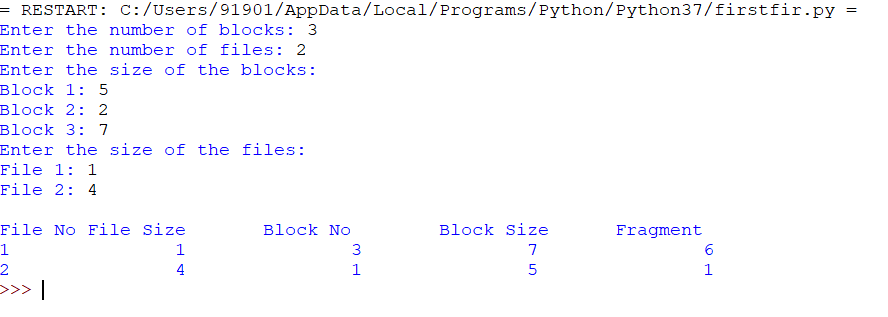 = RESTART: C:/Users/91901/AppData/Local/Programs/Python/Python37/firstfir.py =
Enter the number of blocks: 3
Enter the number of files: 2
Enter the size of the blocks:
Block 1: 5
Block 2: 2
Block 3: 7
Enter the size of the files:
File 1: 1
File 2: 4
File No File Size Block No Block Size Fragment
1 1 3 7 6
2 4 1 5 1
>>>